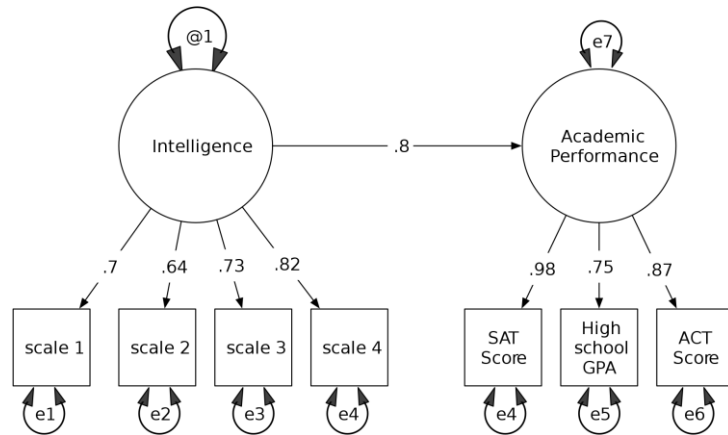 @1
e7
Intelligence
.8
Academic
Performance
.7
.64
.73
.82
.98
.75
.87
scale 1
scale 2
scale 3
scale 4
SAT
Score
High
school
GPA
ACT
Score
e1
e2
e3
e4
e4
e5
e6